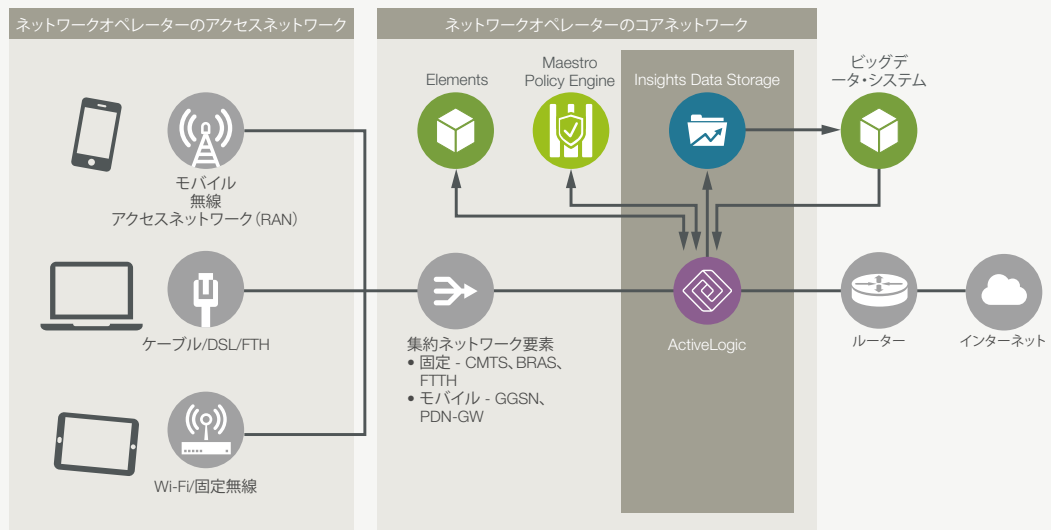 ネットワークオペレーターのアクセスネットワーク
ネットワークオペレーターのコアネットワーク
Elements
Maestro
Policy Engine
Insights Data Storage
ビッグデ
ータ・システム
モバイル
無線
アクセスネットワーク（RAN）
ケーブル/DSL/FTH
Wi-Fi/固定無線
集約ネットワーク要素
• 固定 - CMTS、BRAS、
FTTH
• モバイル - GGSN、
PDN-GW
ActiveLogic
ルーター
インターネット